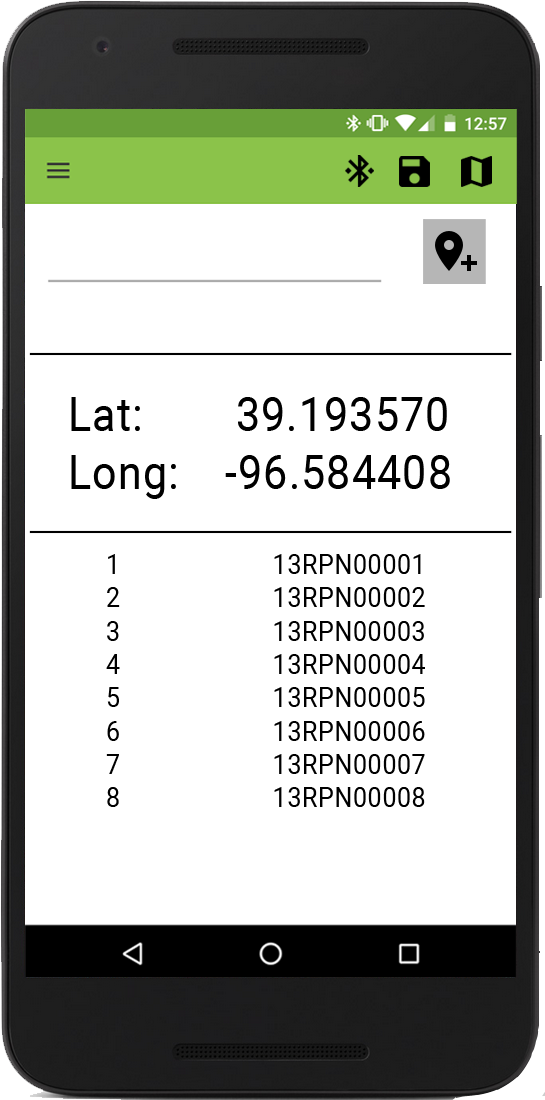 12:57
Lat: 39.193570
Long: -96.584408
1 13RPN00001
2 13RPN00002
3 13RPN00003
4 13RPN00004
5 13RPN00005
6 13RPN00006
7 13RPN00007
8 13RPN00008